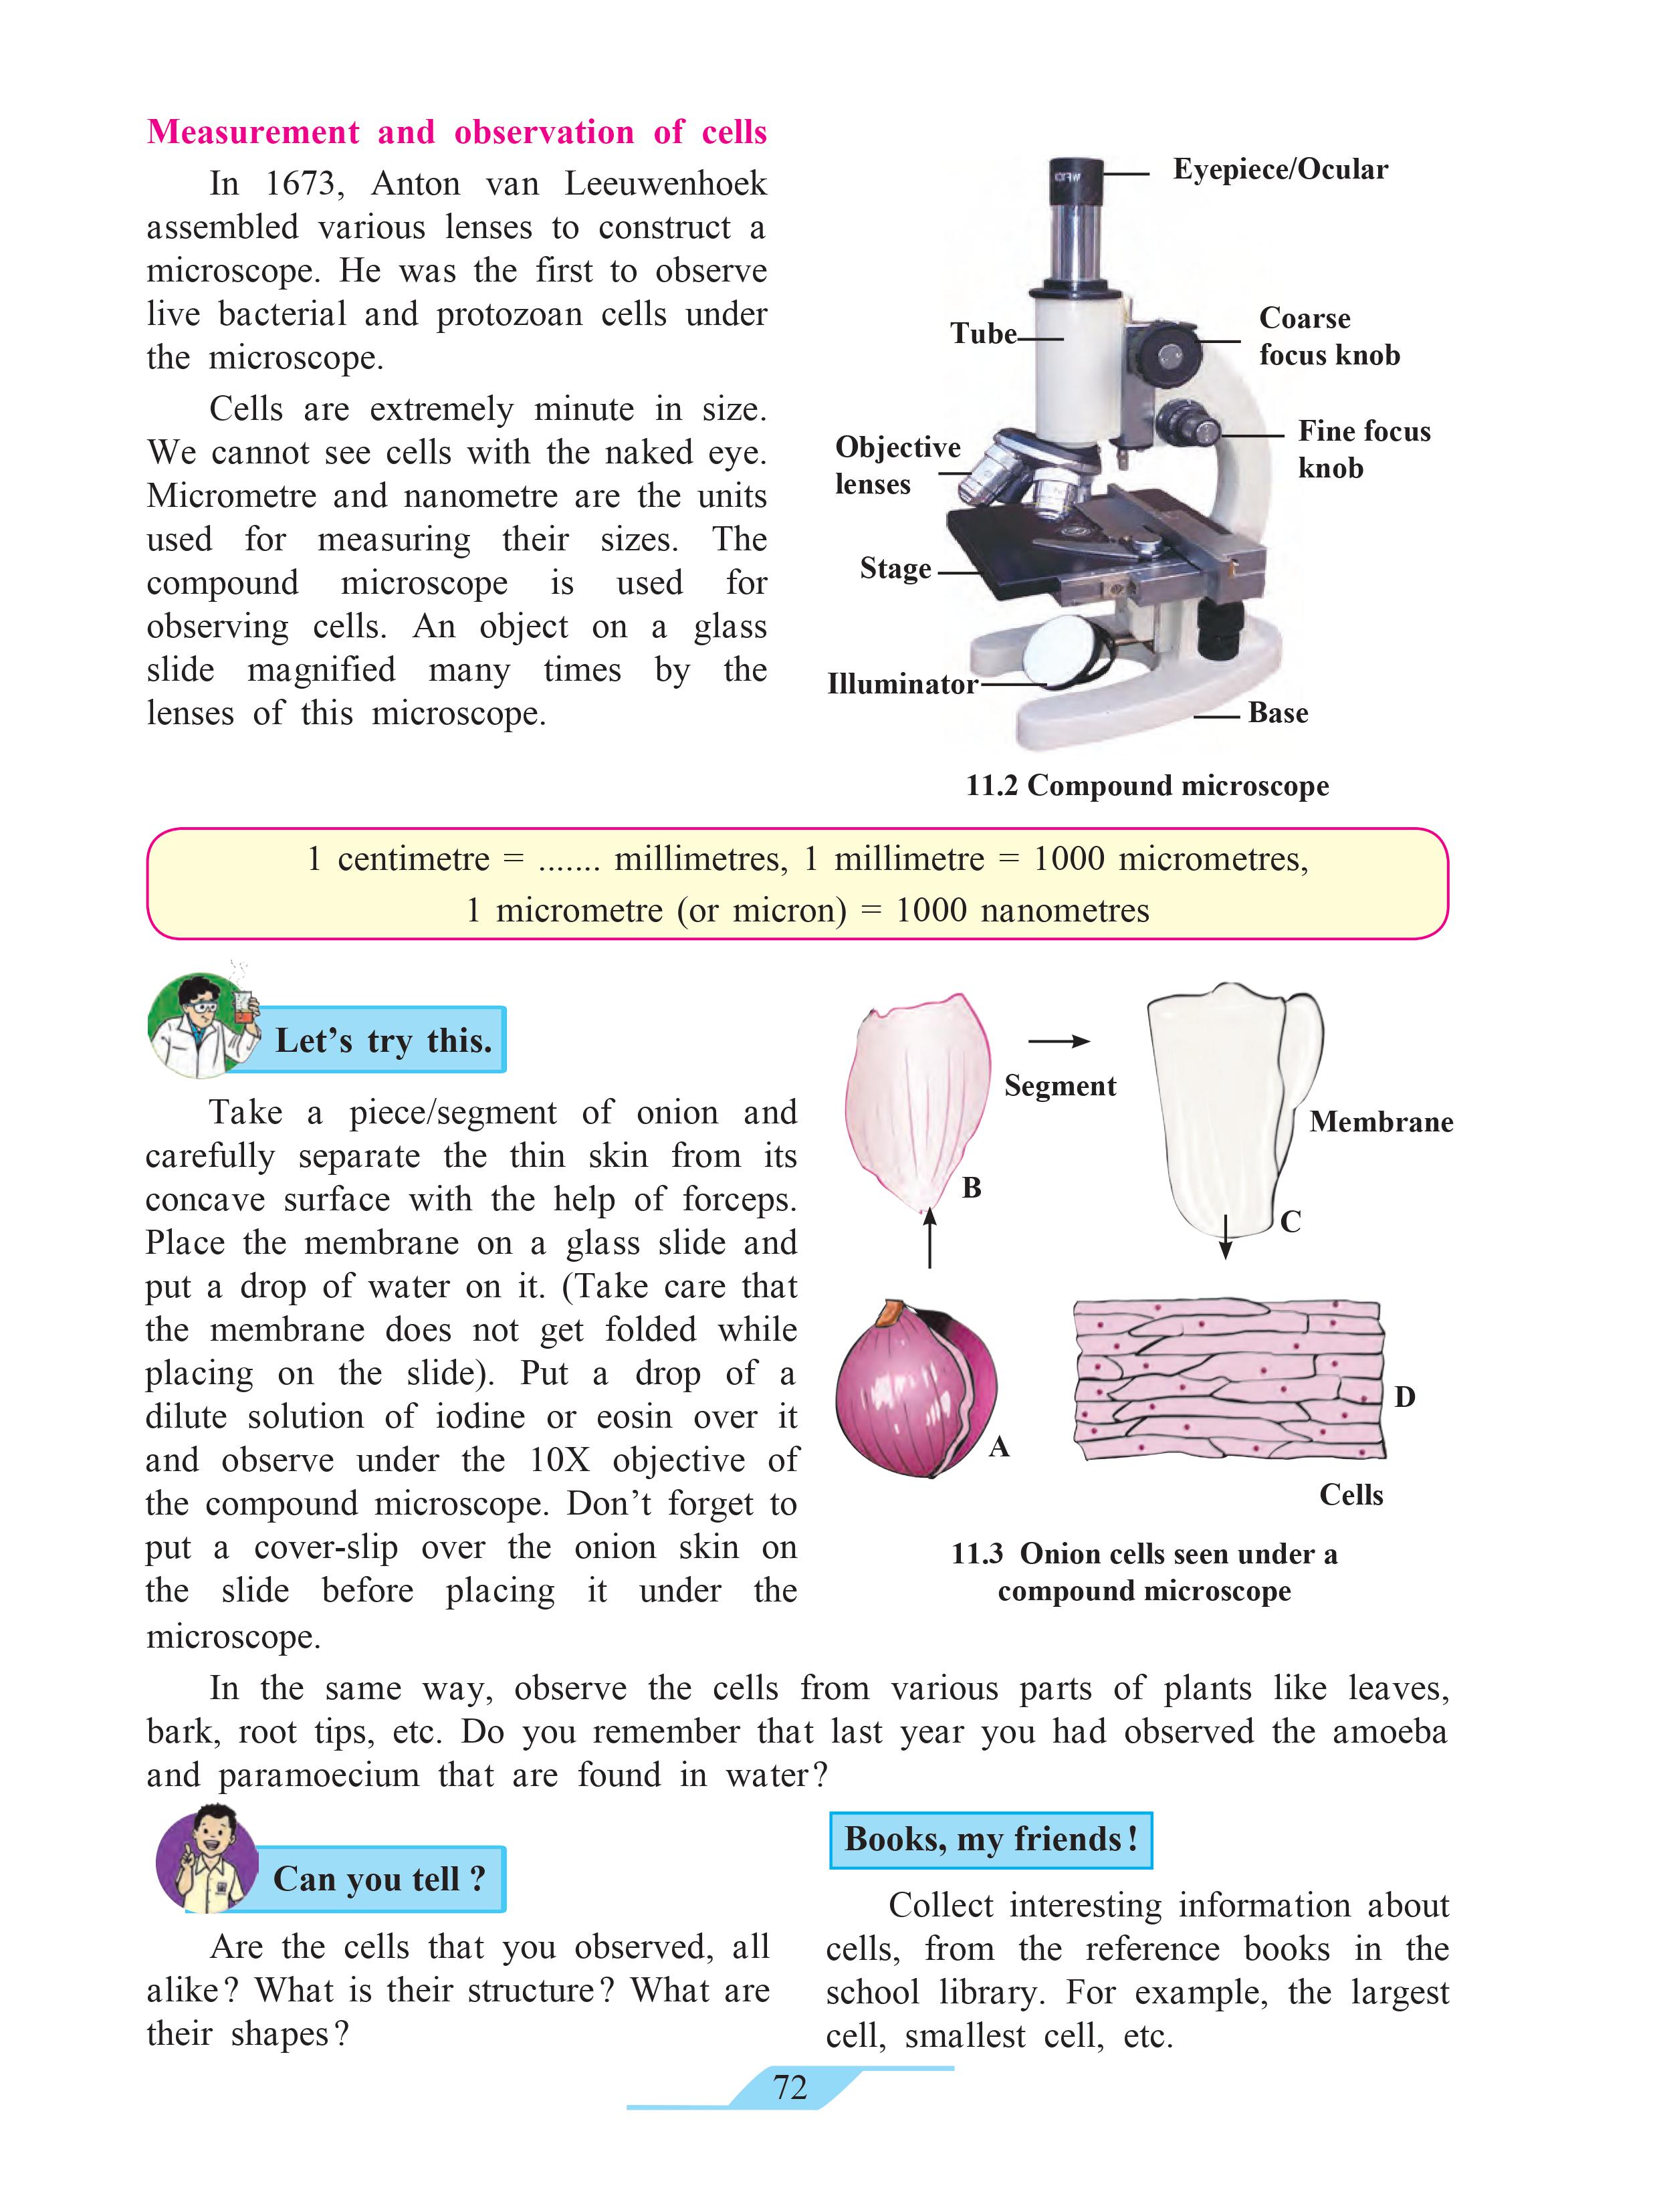 Measurement and observation of cells
In 1673, Anton van Leeuwenhoek
assembled various lenses to construct a
microscope. He was the first to observe
live bacterial and protozoan cells under
the microscope.
Cells are extremely minute in size.
We cannot see cells with the naked eye.
Micrometre and nanometre are the units
used for measuring their sizes. The
compound microscope is used for
observing cells. An object on a glass
slide magnified many times by the
lenses of this microscope.
Eyepiece/Ocular
Tube
Coarse
focus knob
Objective
lenses
Fine focus
knob
Stage
Illuminator
Base
11.2 Compound microscope
1 centimetre = ....... millimetres, 1 millimetre = 1000 micrometres,
1 micrometre (or micron) = 1000 nanometres
Let's try this.
Take a piece/segment of onion and
carefully separate the thin skin from its
concave surface with the help of forceps.
Place the membrane on a glass slide and
put a drop of water on it. (Take care that
the membrane does not get folded while
placing on the slide). Put a drop of a
dilute solution of iodine or eosin over it
and observe under the 10X objective of
the compound microscope. Don't forget to
put a cover-slip over the onion skin on
the slide before placing it under the
microscope.
Segment
Membrane
B
C
A
D
Cells
11.3 Onion cells seen under a
compound microscope
In the same way, observe the cells from various parts of plants like leaves,
bark, root tips, etc. Do you remember that last year you had observed the amoeba
and paramoecium that are found in water?
Can you tell ?
Are the cells that you observed, all
alike? What is their structure? What are
their shapes?
Books, my friends!
Collect interesting information about
cells, from the reference books in the
school library. For example, the largest
cell, smallest cell, etc.
72